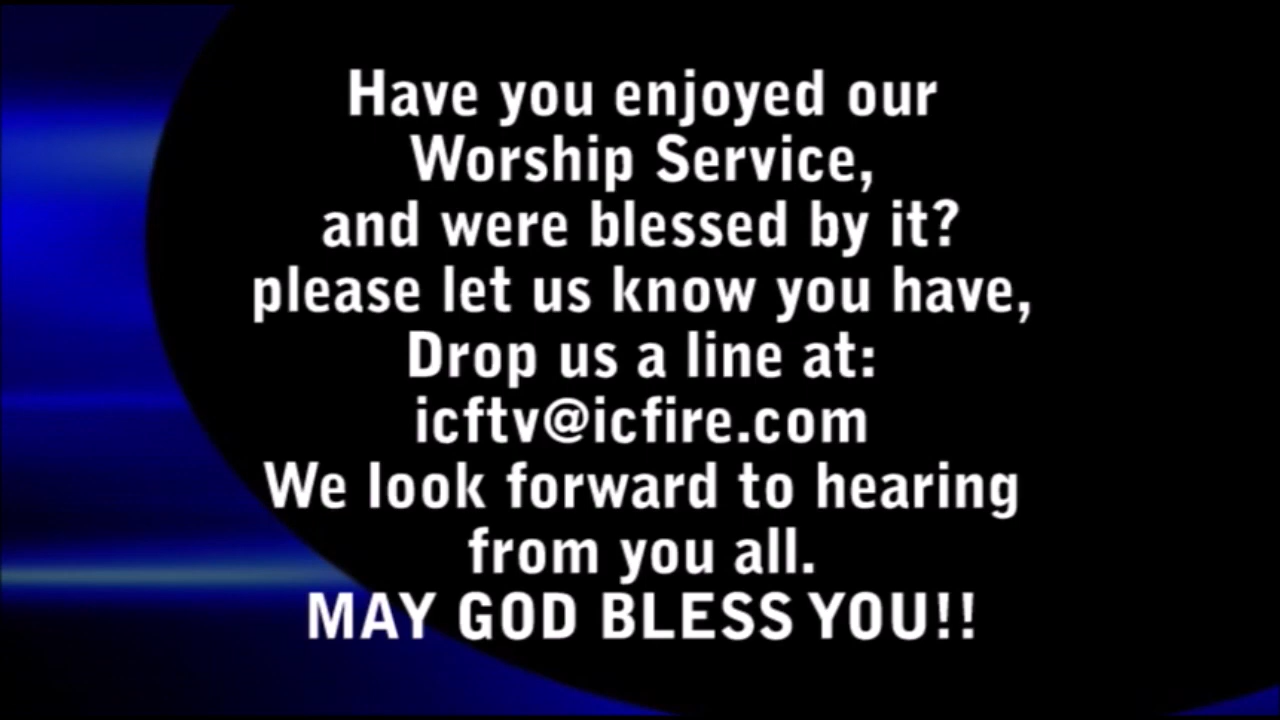 Have you enjoyed our
Worship Service,
and were blessed by it?
please let us know you have,
Drop us a line at:
icftv@icfire.com
We look forward to hearing
from you all.
MAY GOD BLESS YOU!!